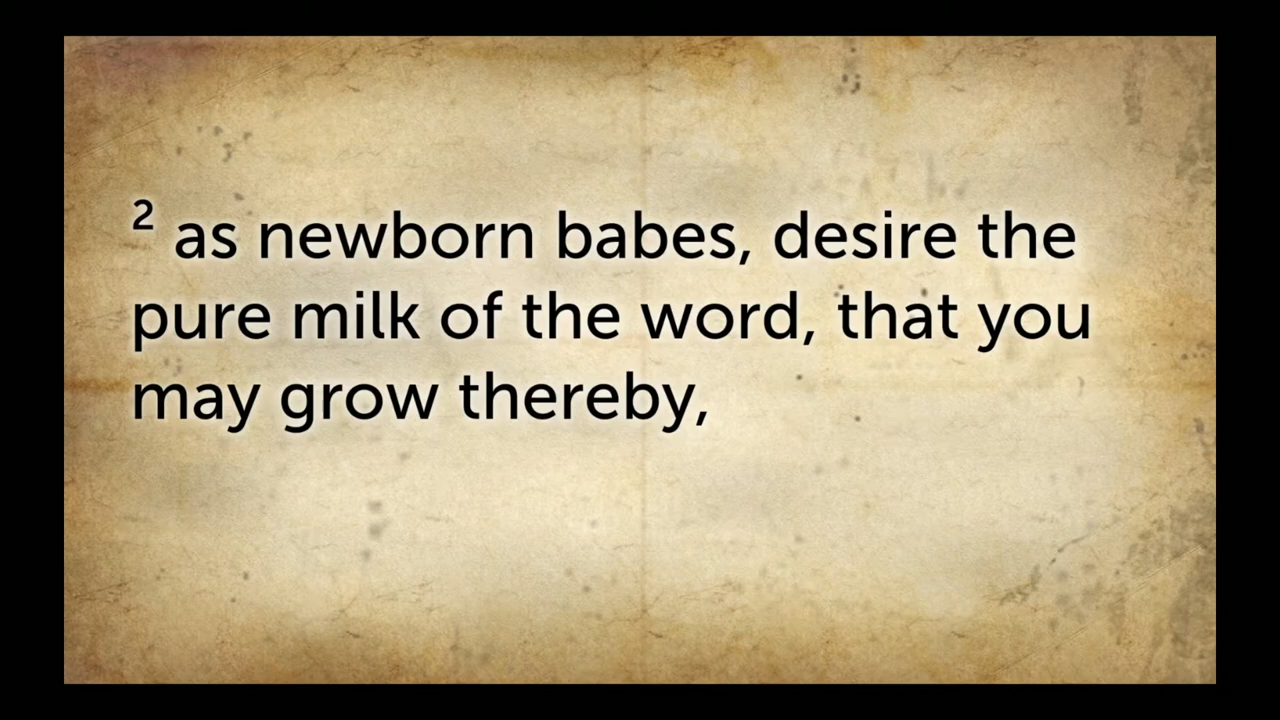 ² as newborn babes, desire the
pure milk of the word, that you
may grow thereby,